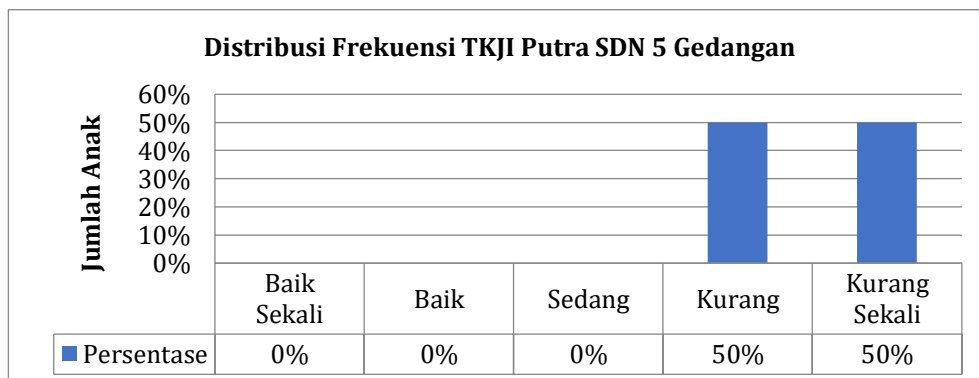 Distribusi Frekuensi TKJI Putra SDN 5 Gedangan
Jumlah Anak
60%
50%
40%
30%
20%
10%
0%
Baik
Sekali
Baik
Sedang
Kurang
Kurang
Sekali
Persentase 0% 0% 0% 50% 50%